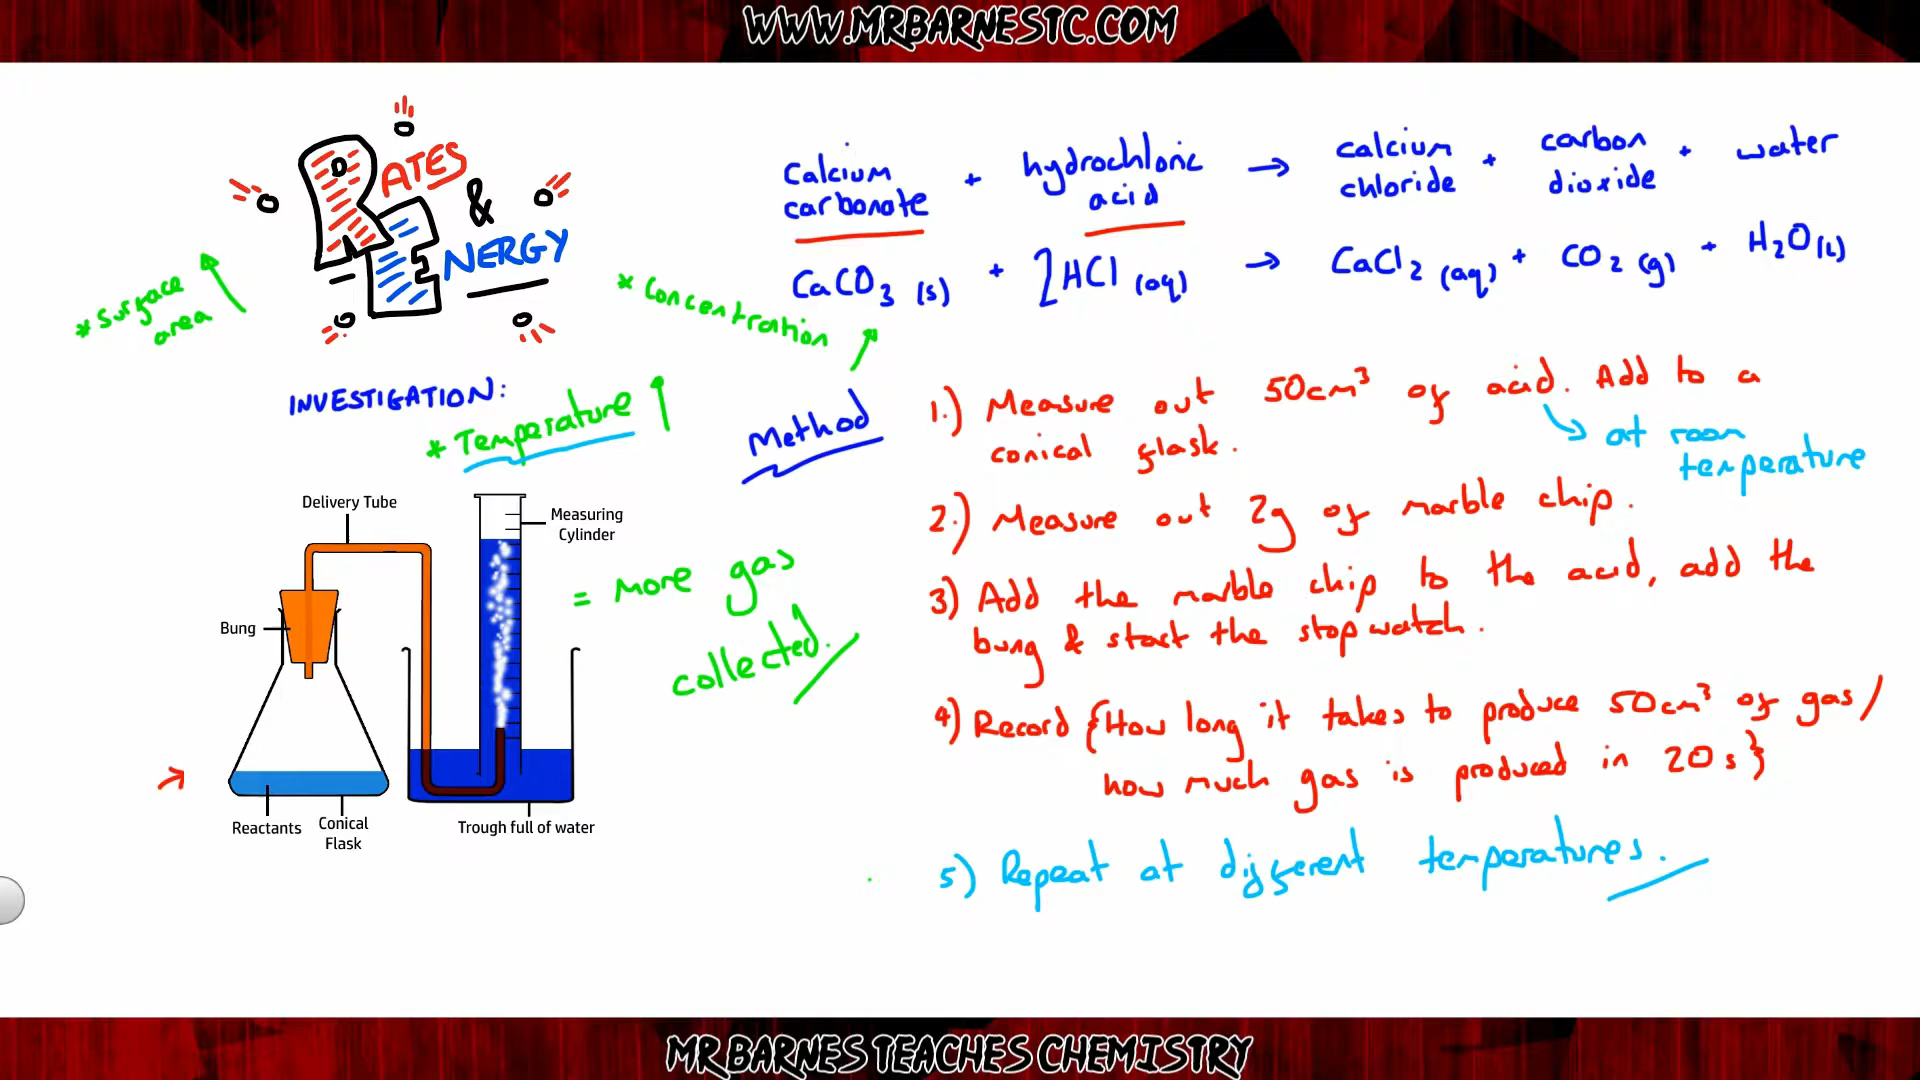 WWW.MRBARNESTC.COM
RATES
&
ENERGY
* Surface
area
* Concentration
calcium
carbonate + hydrochloric
acid → calcium
chloride + carbon
dioxide + water
CaCO3 (s) + 2HCl (aq) → CaCl2 (aq) + CO2 (g) + H2O(l)
INVESTIGATION:
* Temperature
Method
1.) Measure out 50cm³ of acid. Add to a
conical flask.
at room
temperature
2.) Measure out 2g of marble chip.
3) Add the marble chip to the acid, add the
bung & start the stopwatch.
4) Record {How long it takes to produce 50cm³ of gas/
how much gas is produced in 20s}
5) Repeat at different temperatures.
Delivery Tube
Measuring
Cylinder
Bung
= more gas
collected.
Reactants
Conical
Flask
Trough full of water
MR BARNES TEACHES CHEMISTRY